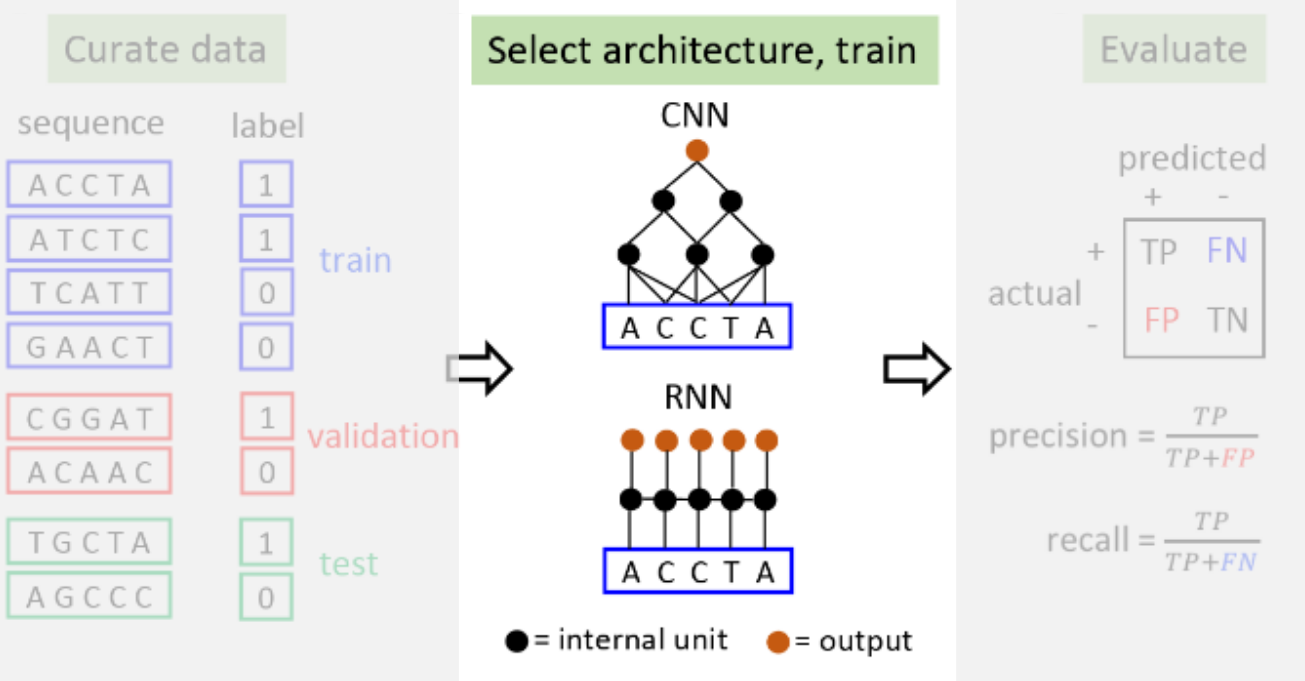 Curate data
sequence label
A C C T A 1
A T C T C 1
train
T C A T T 0
G A A C T 0
C G G A T 1
validation
A C A A C 0
T G C T A 1
test
A G C C C 0
Select architecture, train
CNN
A C C T A
RNN
A C C T A
= internal unit = output
Evaluate
predicted
+ -
+ TP FN
actual
- FP TN
precision = TP / TP+FP
recall = TP / TP+FN